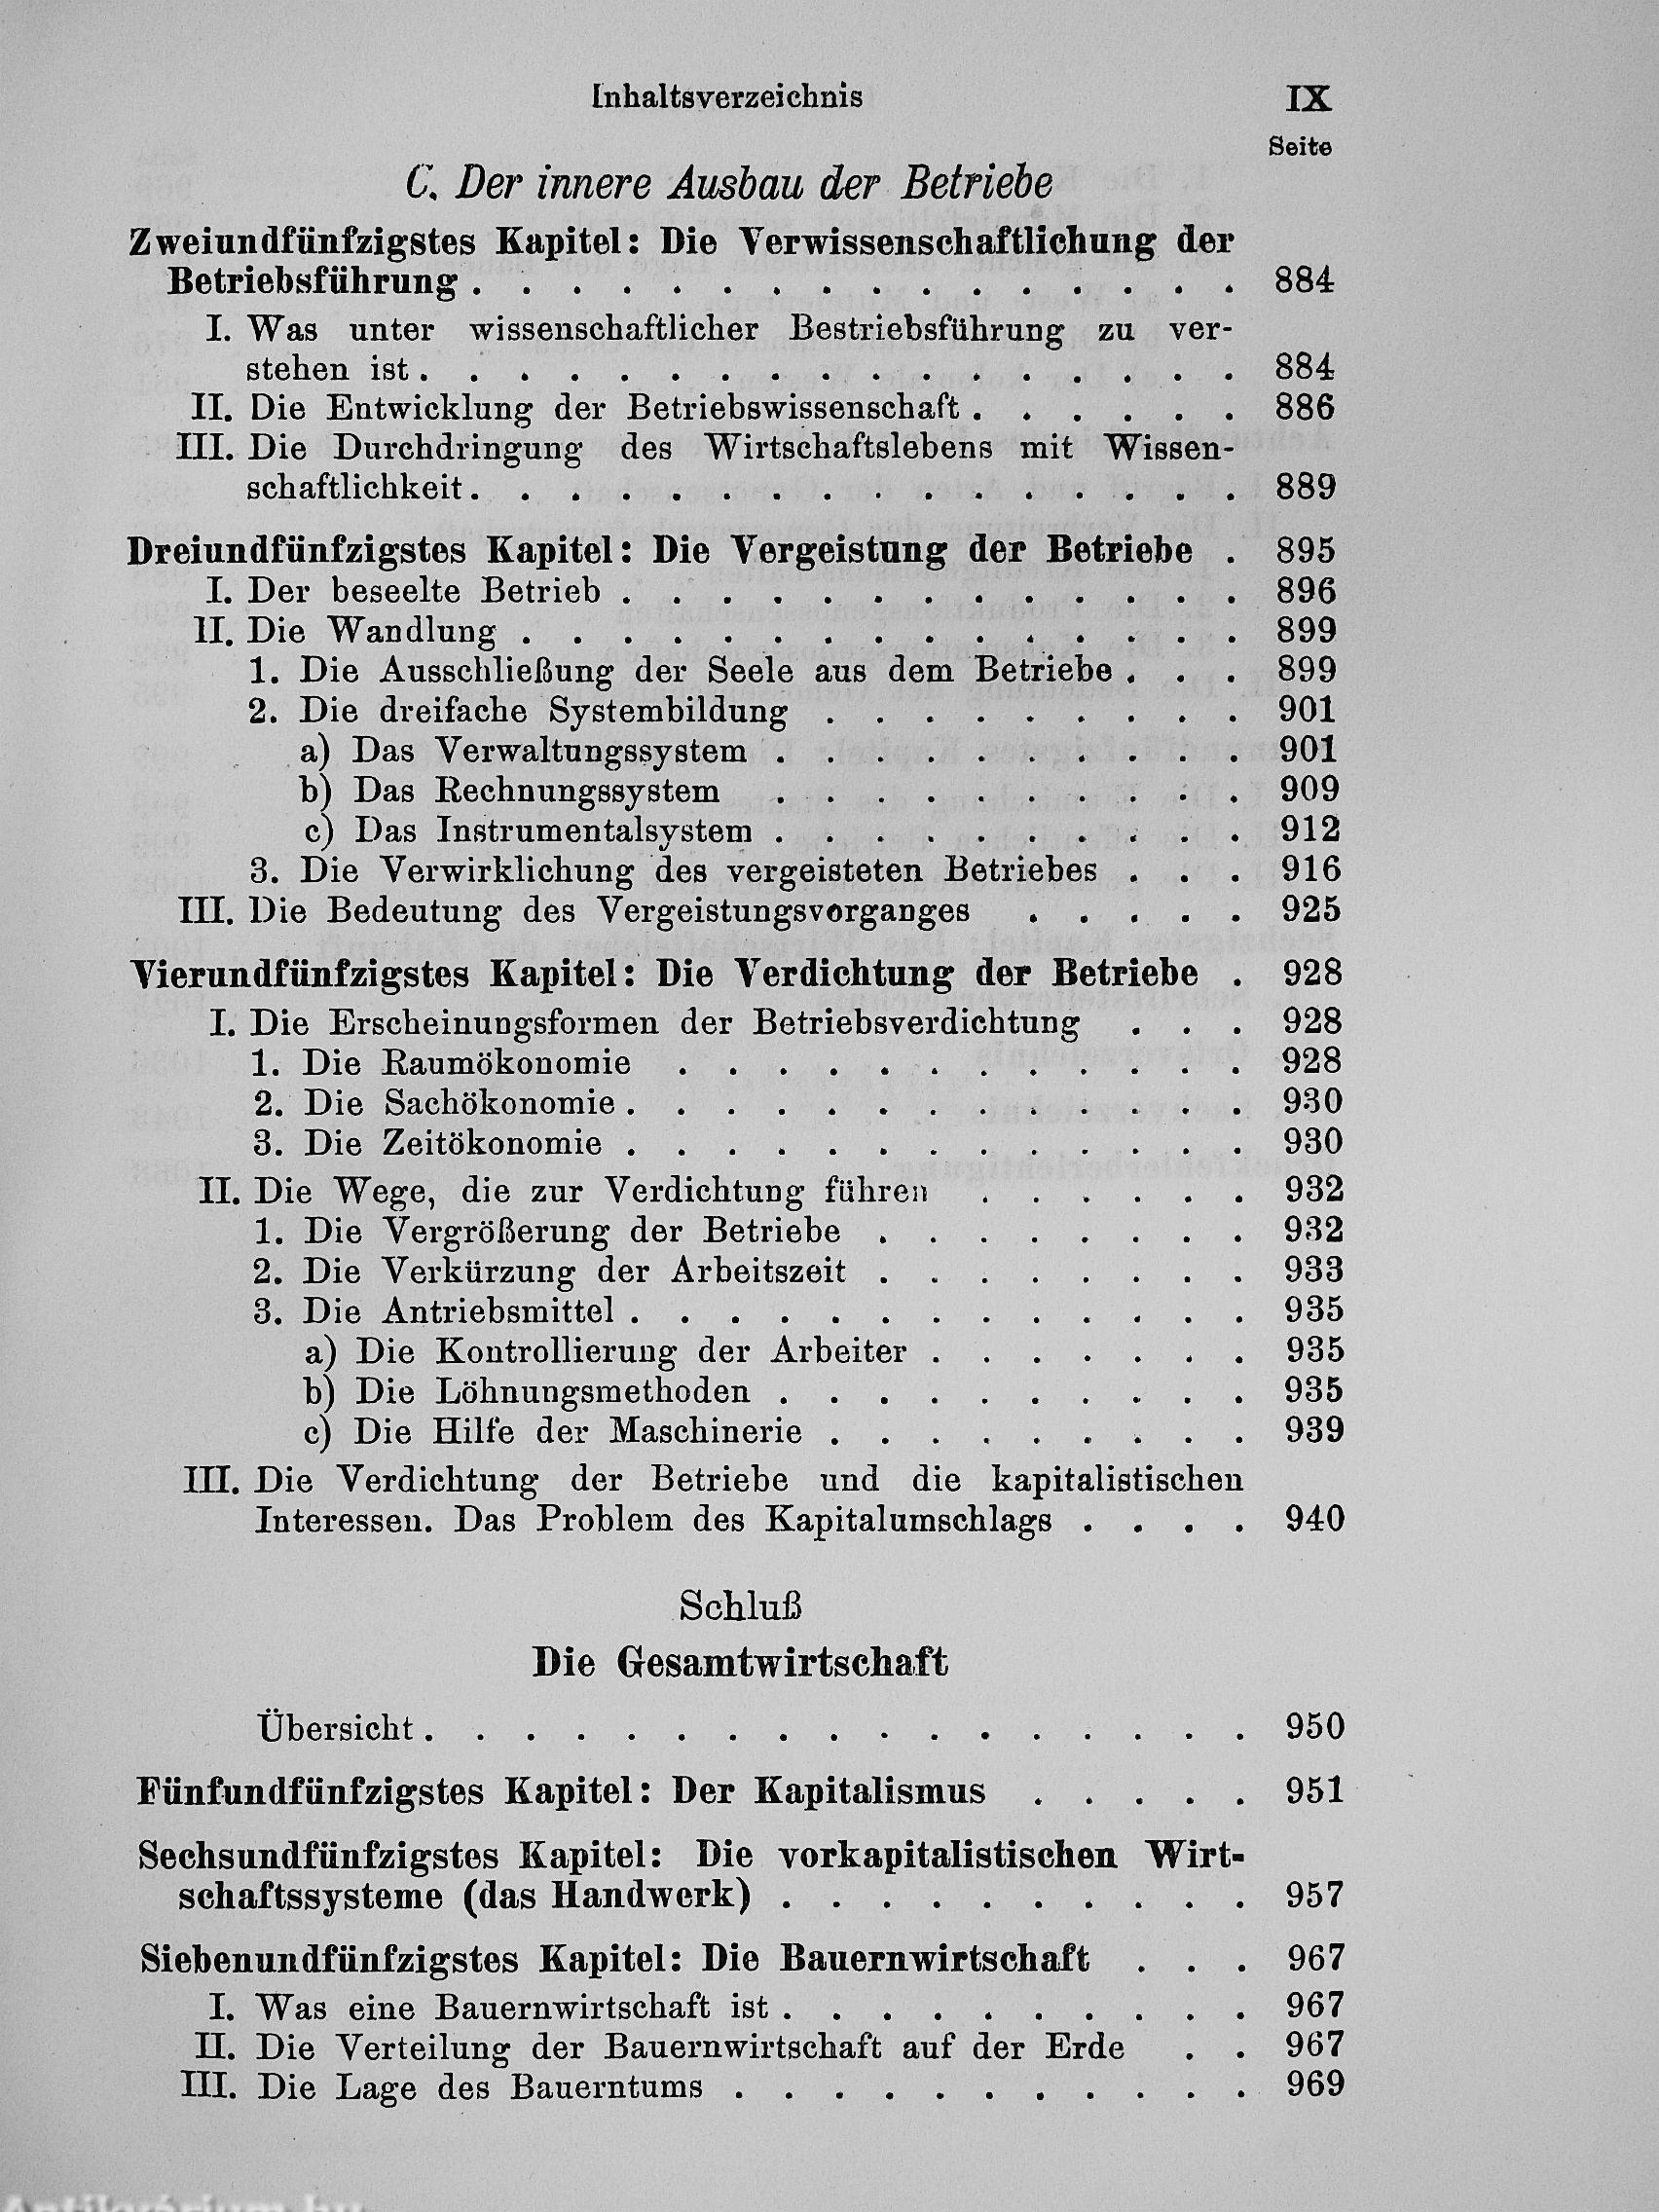 Inhaltsverzeichnis IX
Seite
C. Der innere Ausbau der Betriebe
Zweiundfünfzigstes Kapitel: Die Verwissenschaftlichung der
Betriebsführung . . . . . . . . . . . . . . . . 884
I. Was unter wissenschaftlicher Bestriebsführung zu ver-
stehen ist . . . . . . . . . . . . . . . . . 884
II. Die Entwicklung der Betriebswissenschaft . . . . . . 886
III. Die Durchdringung des Wirtschaftslebens mit Wissen-
schaftlichkeit . . . . . . . . . . . . . . . . 889
Dreiundfünfzigstes Kapitel: Die Vergeistung der Betriebe . 895
I. Der beseelte Betrieb . . . . . . . . . . . . . 896
II. Die Wandlung . . . . . . . . . . . . . . . 899
1. Die Ausschließung der Seele aus dem Betriebe . . . 899
2. Die dreifache Systembildung . . . . . . . . . 901
a) Das Verwaltungssystem . . . . . . . . . . 901
b) Das Rechnungssystem . . . . . . . . . . 909
c) Das Instrumentalsystem . . . . . . . . . . 912
3. Die Verwirklichung des vergeisteten Betriebes . . . 916
III. Die Bedeutung des Vergeistungsvorganges . . . . . 925
Vierundfünfzigstes Kapitel: Die Verdichtung der Betriebe . 928
I. Die Erscheinungsformen der Betriebsverdichtung . . . 928
1. Die Raumökonomie . . . . . . . . . . . . 928
2. Die Sachökonomie . . . . . . . . . . . . . 930
3. Die Zeitökonomie . . . . . . . . . . . . . 930
II. Die Wege, die zur Verdichtung führen . . . . . . 932
1. Die Vergrößerung der Betriebe . . . . . . . . 932
2. Die Verkürzung der Arbeitszeit . . . . . . . . 933
3. Die Antriebsmittel . . . . . . . . . . . . . 935
a) Die Kontrollierung der Arbeiter . . . . . . . 935
b) Die Löhnungsmethoden . . . . . . . . . . 935
c) Die Hilfe der Maschinerie . . . . . . . . . 939
III. Die Verdichtung der Betriebe und die kapitalistischen
Interessen. Das Problem des Kapitalumschlags . . . . 940
Schluß
Die Gesamtwirtschaft
Übersicht . . . . . . . . . . . . . . . . . 950
Fünfundfünfzigstes Kapitel: Der Kapitalismus . . . . . 951
Sechsundfünfzigstes Kapitel: Die vorkapitalistischen Wirt-
schaftssysteme (das Handwerk) . . . . . . . . . . 957
Siebenundfünfzigstes Kapitel: Die Bauernwirtschaft . . . 967
I. Was eine Bauernwirtschaft ist . . . . . . . . . . 967
II. Die Verteilung der Bauernwirtschaft auf der Erde . . 967
III. Die Lage des Bauerntums . . . . . . . . . . . 969